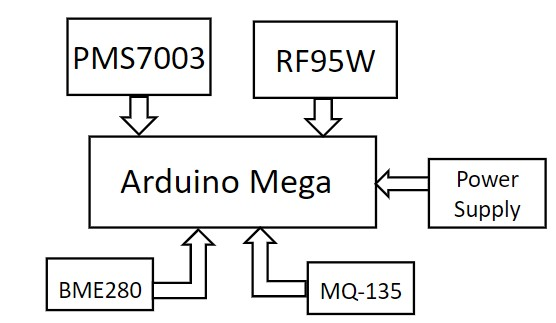 PMS7003
RF95W
Arduino Mega
Power
Supply
BME280
MQ-135